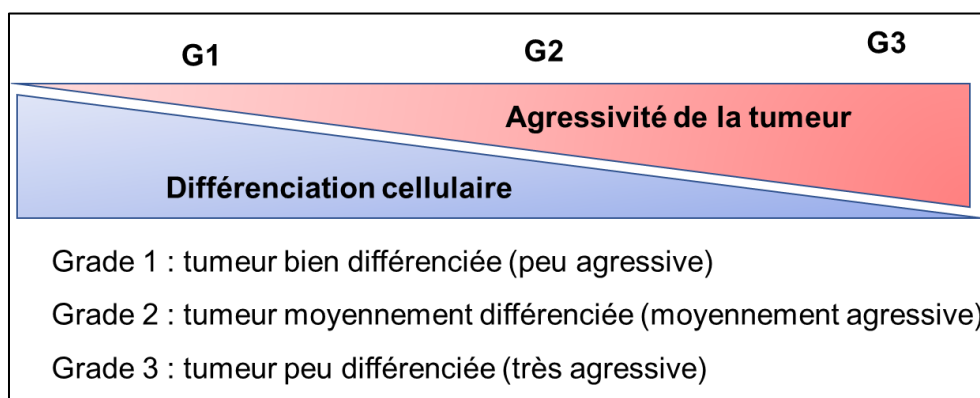 G1 G2 G3
Agressivité de la tumeur
Différenciation cellulaire
Grade 1 : tumeur bien différenciée (peu agressive)
Grade 2 : tumeur moyennement différenciée (moyennement agressive)
Grade 3 : tumeur peu différenciée (très agressive)